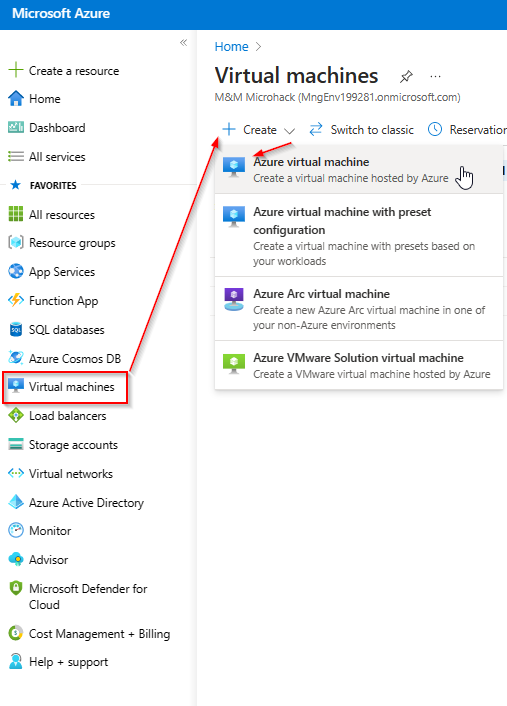 Microsoft Azure
«
Create a resource
Home
Dashboard
All services
FAVORITES
All resources
Resource groups
App Services
Function App
SQL databases
Azure Cosmos DB
Virtual machines
Load balancers
Storage accounts
Virtual networks
Azure Active Directory
Monitor
Advisor
Microsoft Defender for
Cloud
Cost Management + Billing
Help + support
Home >
Virtual machines
M&M Microhack (MngEnv199281.onmicrosoft.com)
Create
Switch to classic
Reservation
Azure virtual machine
Create a virtual machine hosted by Azure
Azure virtual machine with preset
configuration
Create a virtual machine with presets based on
your workloads
Azure Arc virtual machine
Create a new Azure Arc virtual machine in one of
your non-Azure environments
Azure VMware Solution virtual machine
Create a VMware virtual machine hosted by Azure